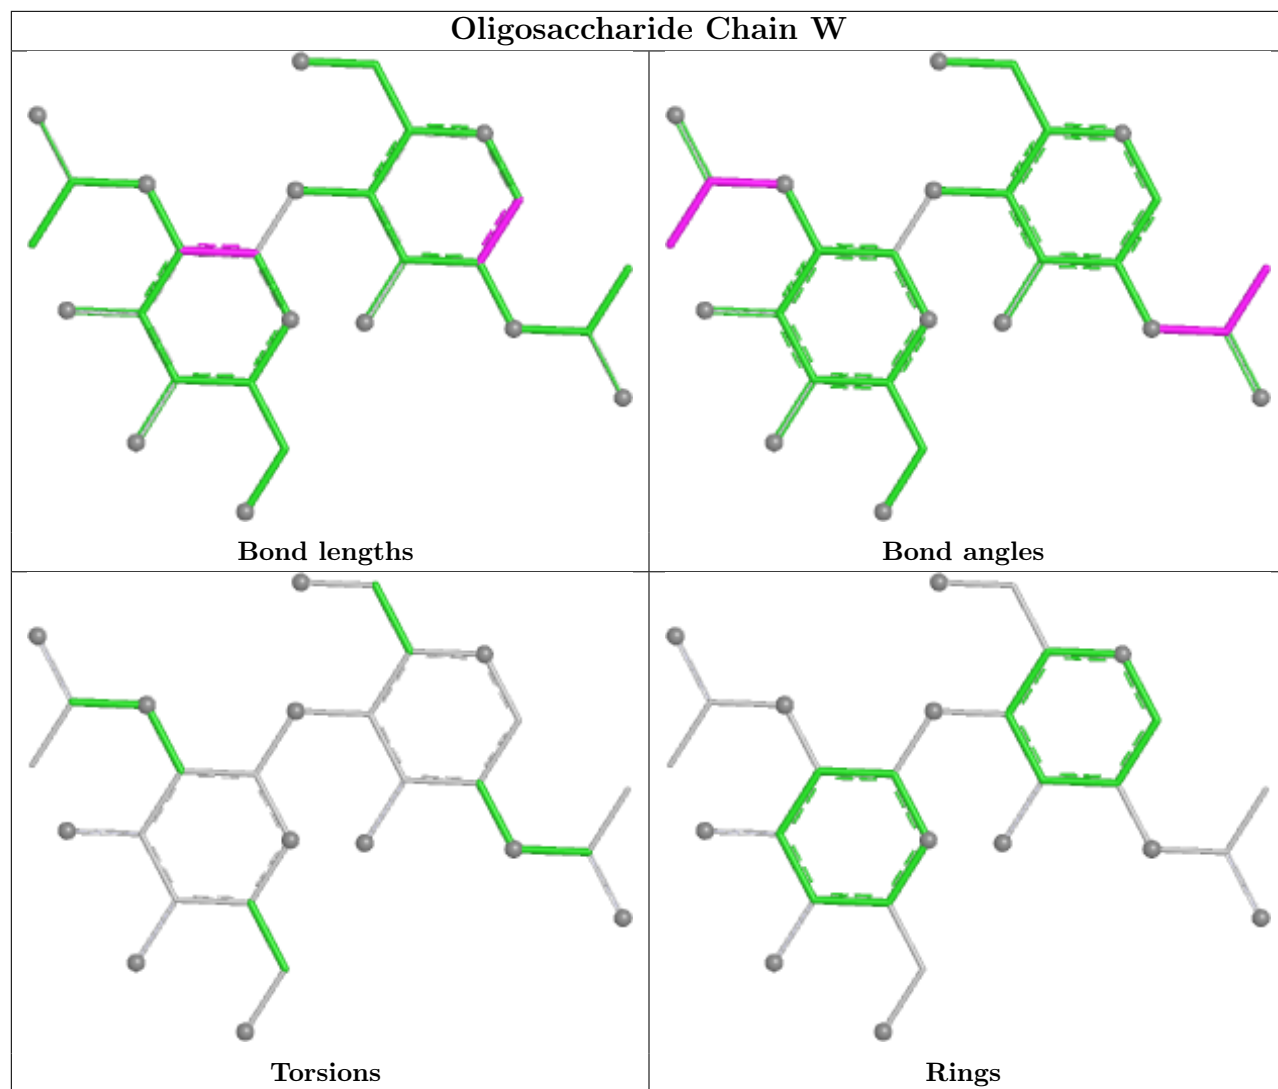 Oligosaccharide Chain W
Bond lengths
Bond angles
Torsions
Rings